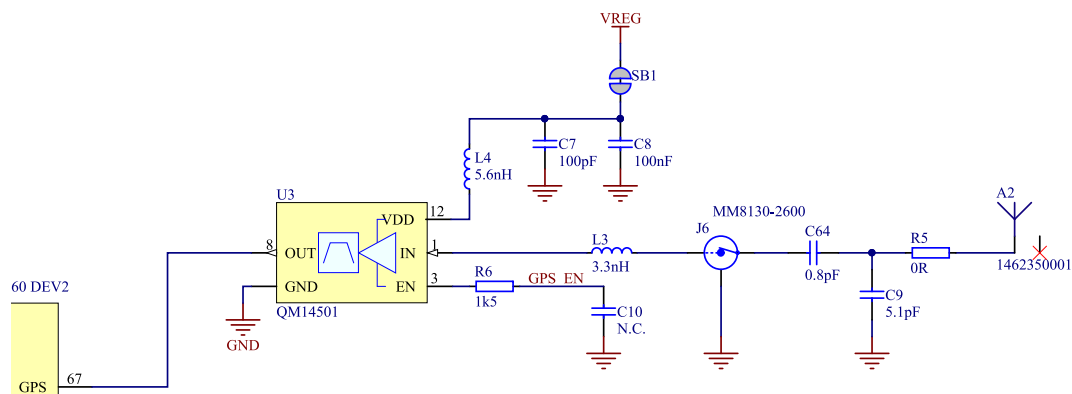 VREG
SB1
C7
100pF
C8
100nF
L4
5.6nH
U3
12
VDD
8
OUT
IN
1
GND
EN
3
QM14501
GND
R6
1k5
GPS_EN
C10
N.C.
L3
3.3nH
MM8130-2600
J6
C64
0.8pF
C9
5.1pF
R5
0R
A2
1462350001
60 DEV2
GPS
67